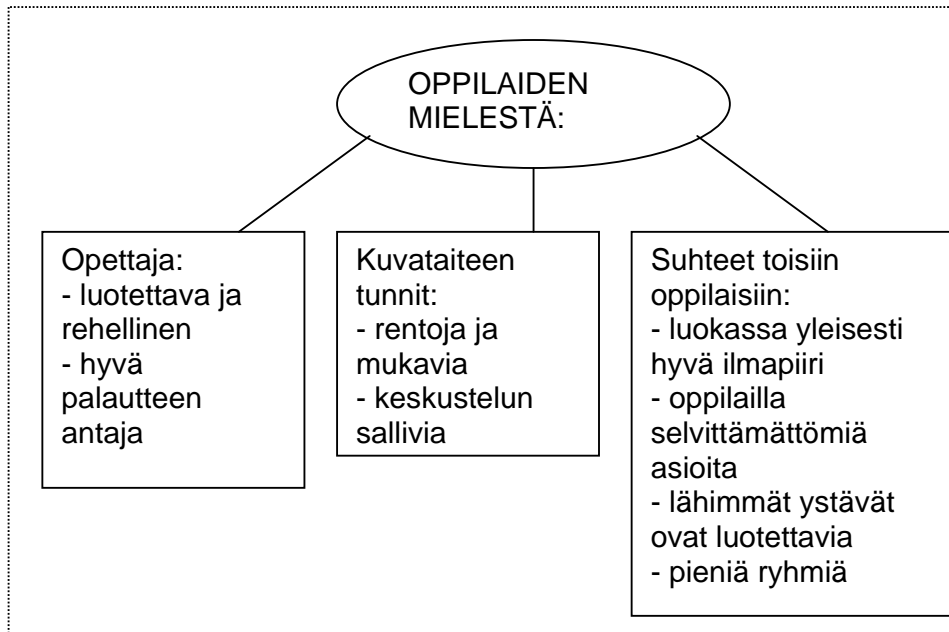 OPPILAIDEN
MIELESTÄ:
Opettaja:
- luotettava ja
rehellinen
- hyvä
palautteen
antaja
Kuvataiteen
tunnit:
- rentoja ja
mukavia
- keskustelun
sallivia
Suhteet toisiin
oppilaisiin:
- luokassa yleisesti
hyvä ilmapiiri
- oppilailla
selvittämättömiä
asioita
- lähimmät ystävät
ovat luotettavia
- pieniä ryhmiä